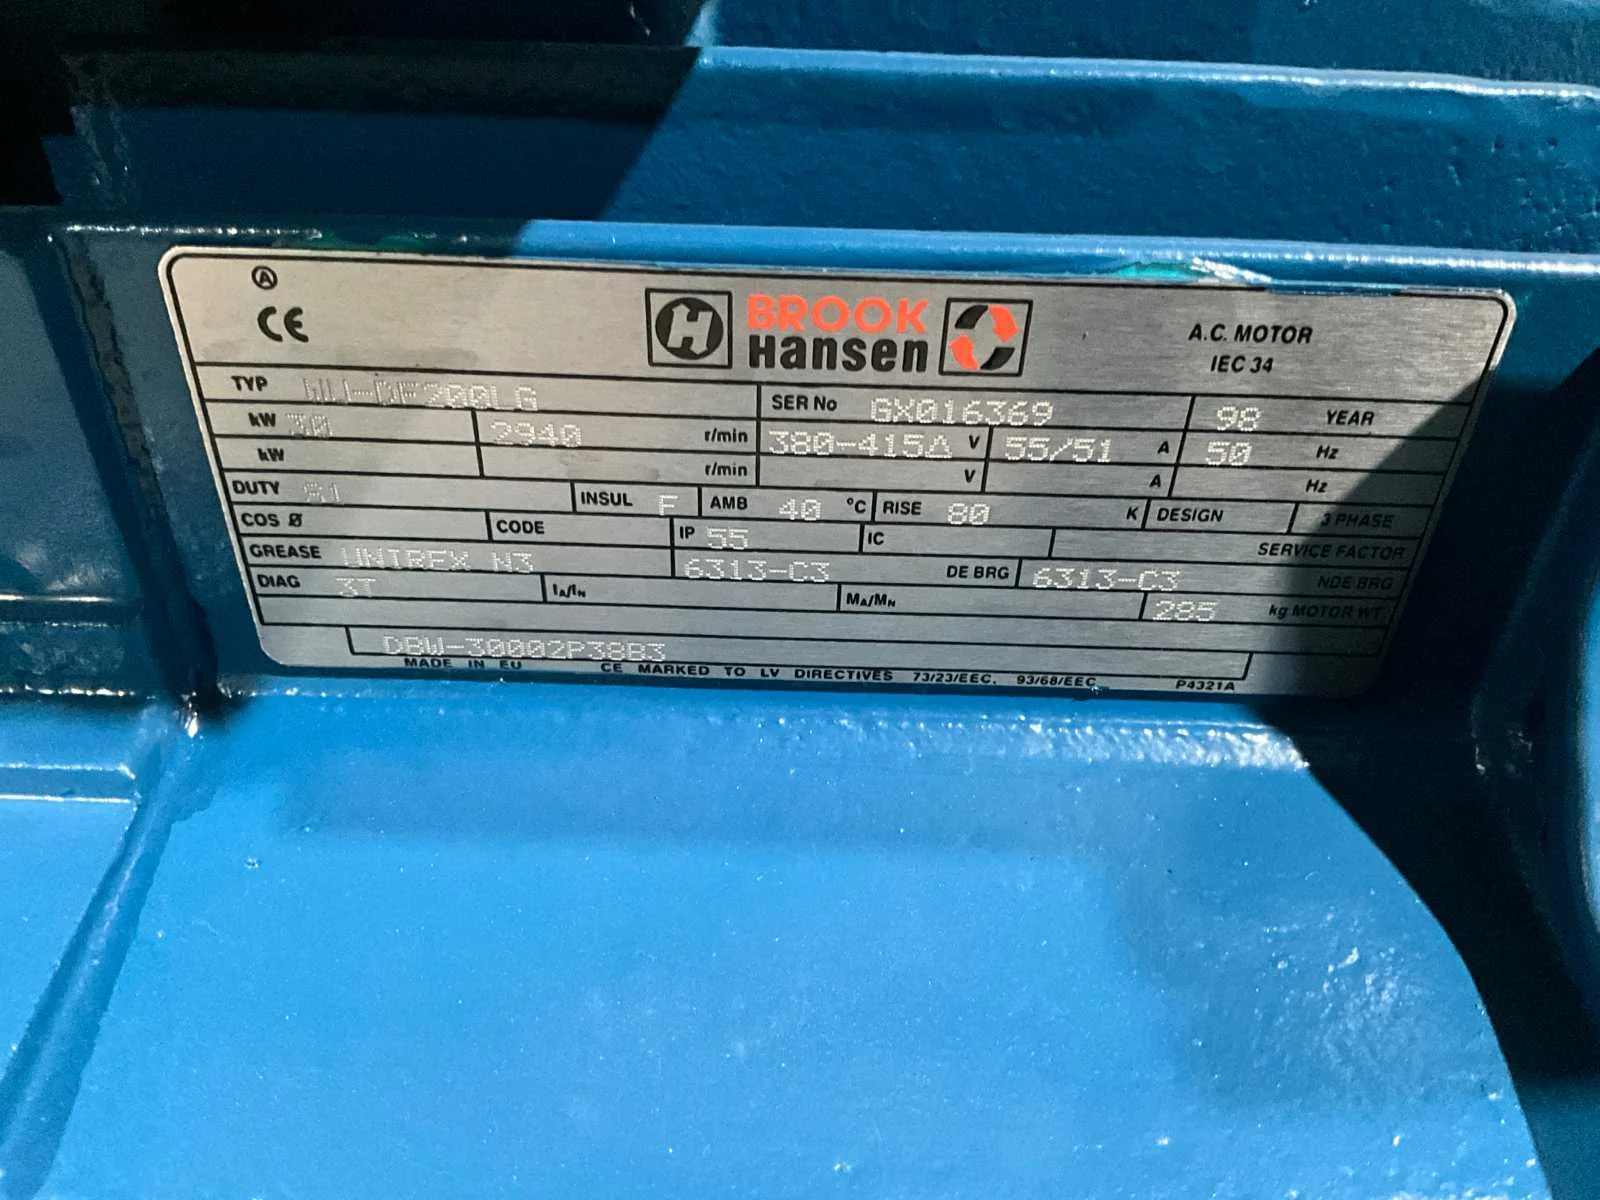 A
CE
H BROOK
Hansen
A.C. MOTOR
IEC 34
TYP WU-DF200LG SER No GX016369 98 YEAR
kW 30 2940 r/min 380-415Δ V 55/51 A 50 Hz
kW r/min V A Hz
DUTY S1 INSUL F AMB 40 °C RISE 80 K DESIGN 3 PHASE
COS Ø CODE IP 55 IC SERVICE FACTOR
GREASE UNIREX N3 6313-C3 DE BRG 6313-C3 NDE BRG
DIAG 3T IA/IN MA/MN 285 kg MOTOR WT
DBW-30002P38B3
MADE IN EU CE MARKED TO LV DIRECTIVES 73/23/EEC, 93/68/EEC P4321A